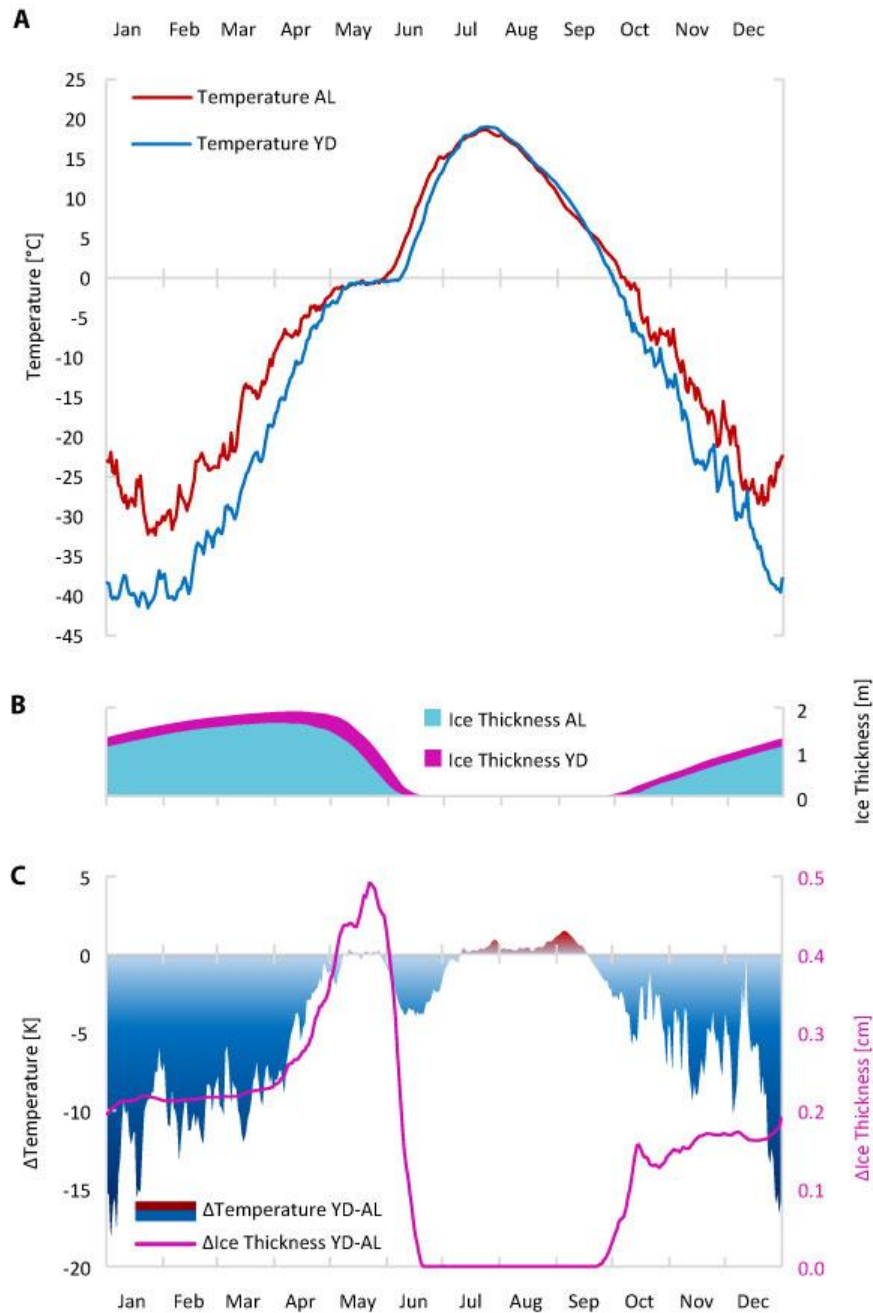 A
Jan Feb Mar Apr May Jun Jul Aug Sep Oct Nov Dec
25
20
15
10
5
0
-5
-10
-15
-20
-25
-30
-35
-40
-45
Temperature [°C]
Temperature AL
Temperature YD
B
Ice Thickness AL
Ice Thickness YD
2
1
0
Ice Thickness [m]
C
5
0
-5
-10
-15
-20
ΔTemperature [K]
0.5
0.4
0.3
0.2
0.1
0.0
ΔIce Thickness [cm]
ΔTemperature YD-AL
ΔIce Thickness YD-AL
Jan Feb Mar Apr May Jun Jul Aug Sep Oct Nov Dec